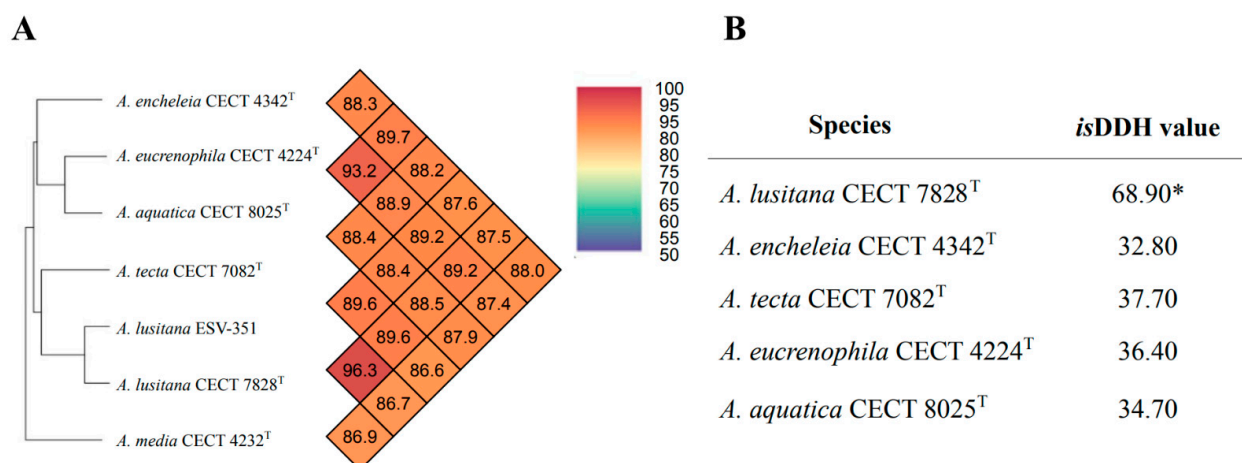 A
A. encheleia CECT 4342ᵀ
A. eucrenophila CECT 4224ᵀ
A. aquatica CECT 8025ᵀ
A. tecta CECT 7082ᵀ
A. lusitana ESV-351
A. lusitana CECT 7828ᵀ
A. media CECT 4232ᵀ
88.3
89.7
93.2 88.2
88.9 87.6
88.4 89.2 87.5
88.4 89.2 88.0
89.6 88.5 87.4
89.6 87.9
96.3 86.6
86.7
86.9
100
95
95
90
85
80
75
70
65
60
55
50
B
Species isDDH value
A. lusitana CECT 7828ᵀ 68.90*
A. encheleia CECT 4342ᵀ 32.80
A. tecta CECT 7082ᵀ 37.70
A. eucrenophila CECT 4224ᵀ 36.40
A. aquatica CECT 8025ᵀ 34.70